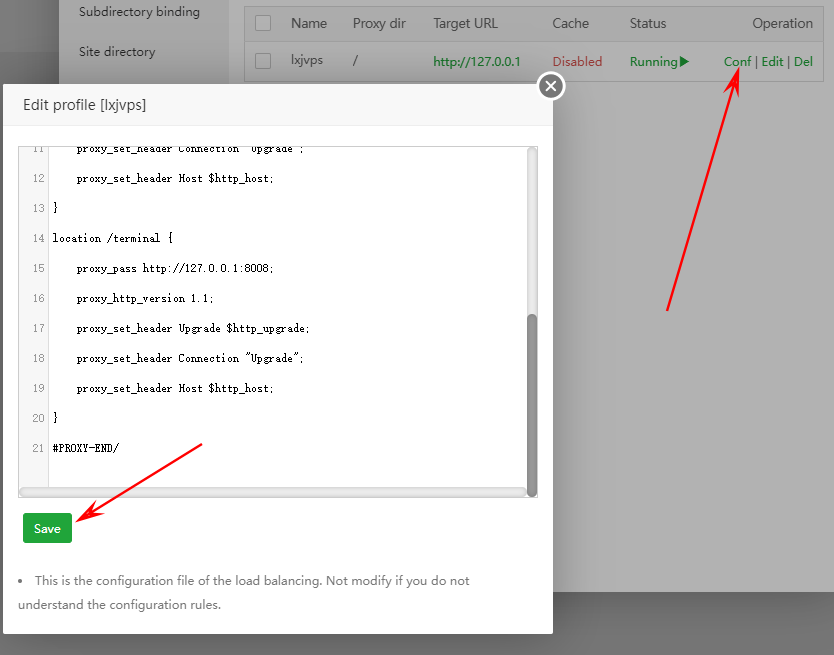 Subdirectory binding
Site directory
Name Proxy dir Target URL Cache Status Operation
lxjvps / http://127.0.0.1 Disabled Running Conf | Edit | Del
Edit profile [lxjvps]
11 proxy_set_header Connection "Upgrade";
12 proxy_set_header Host $http_host;
13 }
14 location /terminal {
15 proxy_pass http://127.0.0.1:8008;
16 proxy_http_version 1.1;
17 proxy_set_header Upgrade $http_upgrade;
18 proxy_set_header Connection "Upgrade";
19 proxy_set_header Host $http_host;
20 }
21 #PROXY-END/
Save
• This is the configuration file of the load balancing. Not modify if you do not
understand the configuration rules.